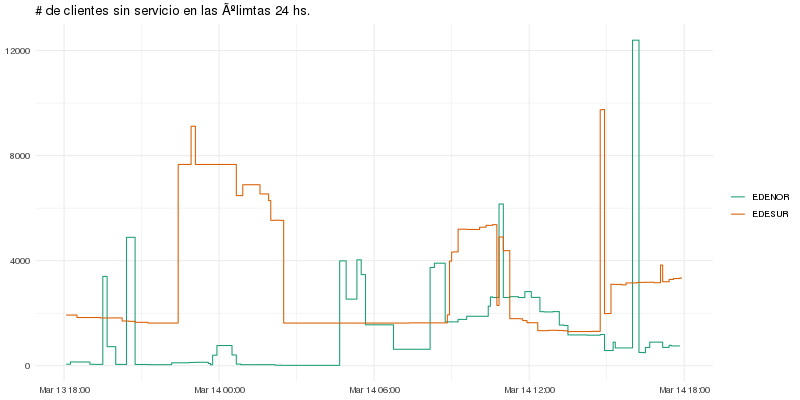 # de clientes sin servicio en las Ãºlimtas 24 hs.
12000
8000
4000
0
Mar 13 18:00
Mar 14 00:00
Mar 14 06:00
Mar 14 12:00
Mar 14 18:00
EDENOR
EDESUR